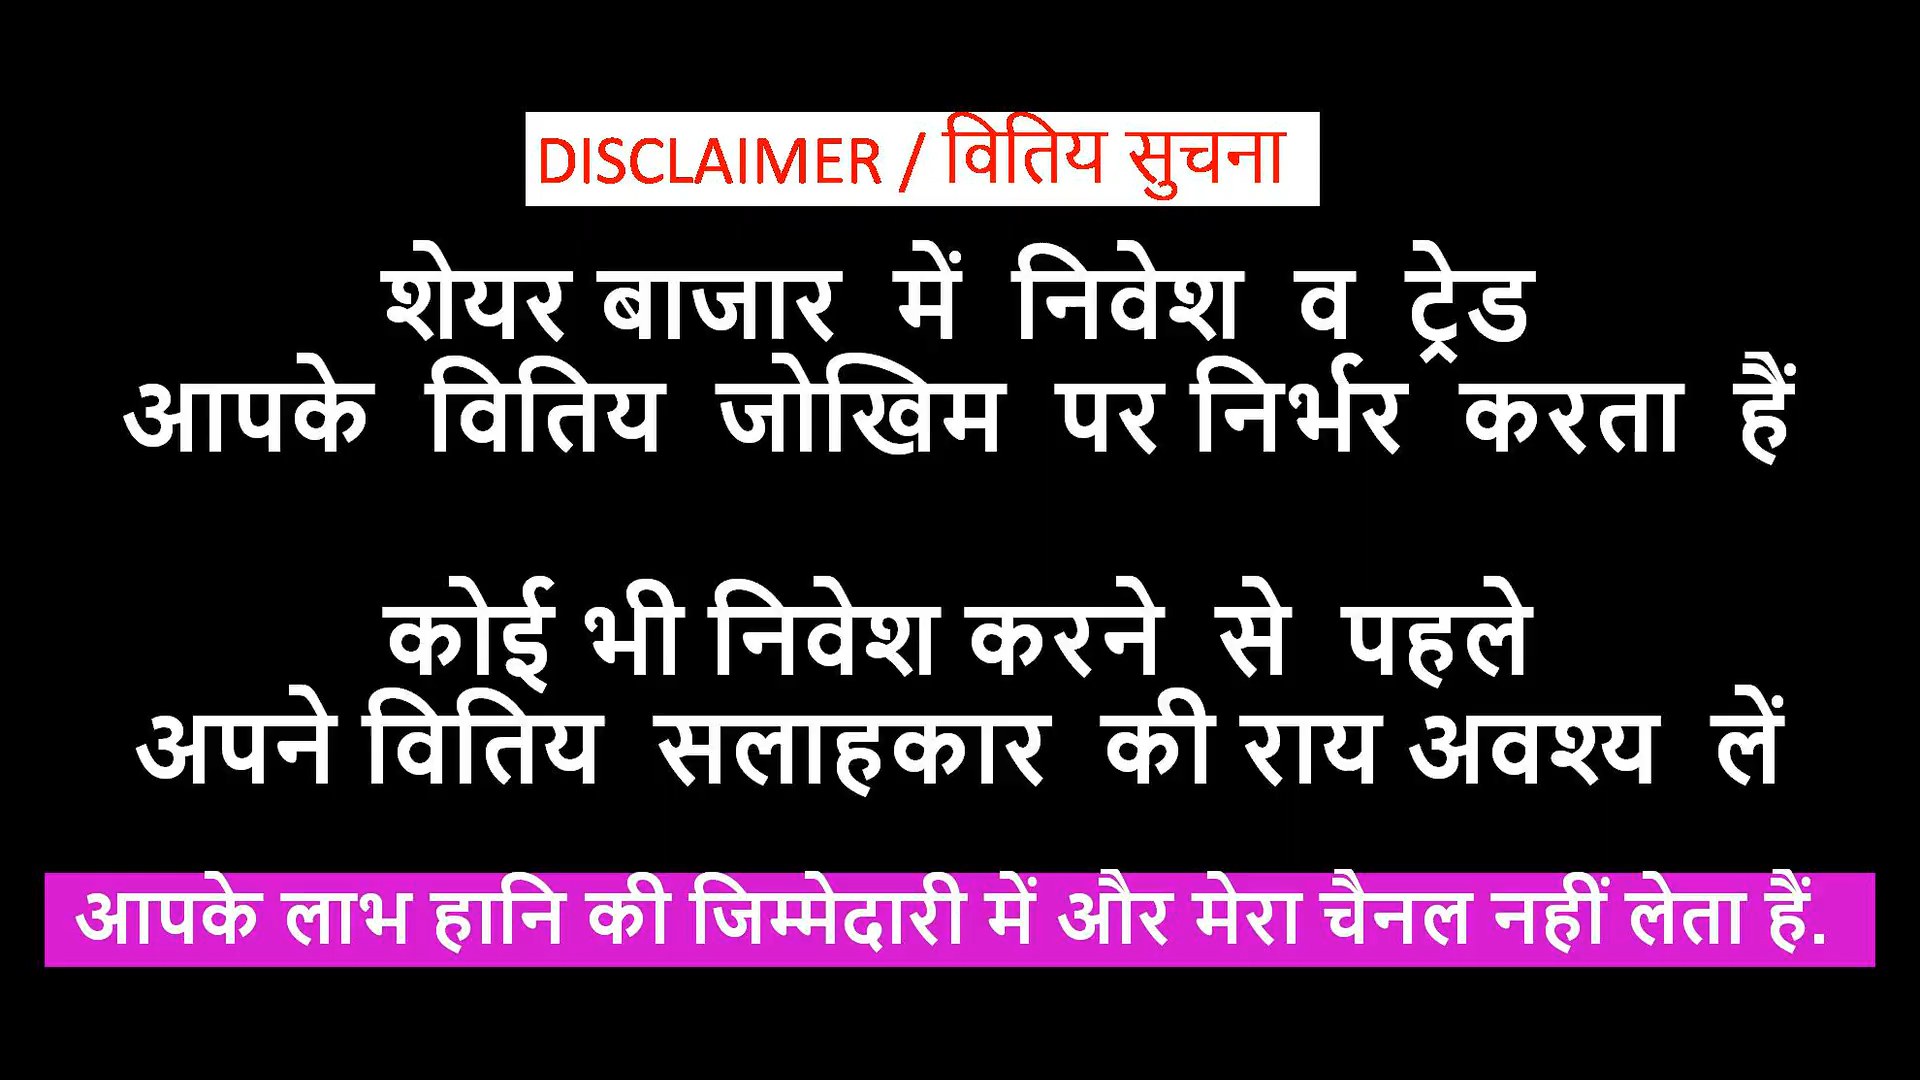 DISCLAIMER / वितिय सुचना
शेयर बाजार में निवेश व ट्रेड
आपके वितिय जोखिम पर निर्भर करता हैं
कोई भी निवेश करने से पहले
अपने वितिय सलाहकार की राय अवश्य लें
आपके लाभ हानि की जिम्मेदारी में और मेरा चैनल नहीं लेता हैं.